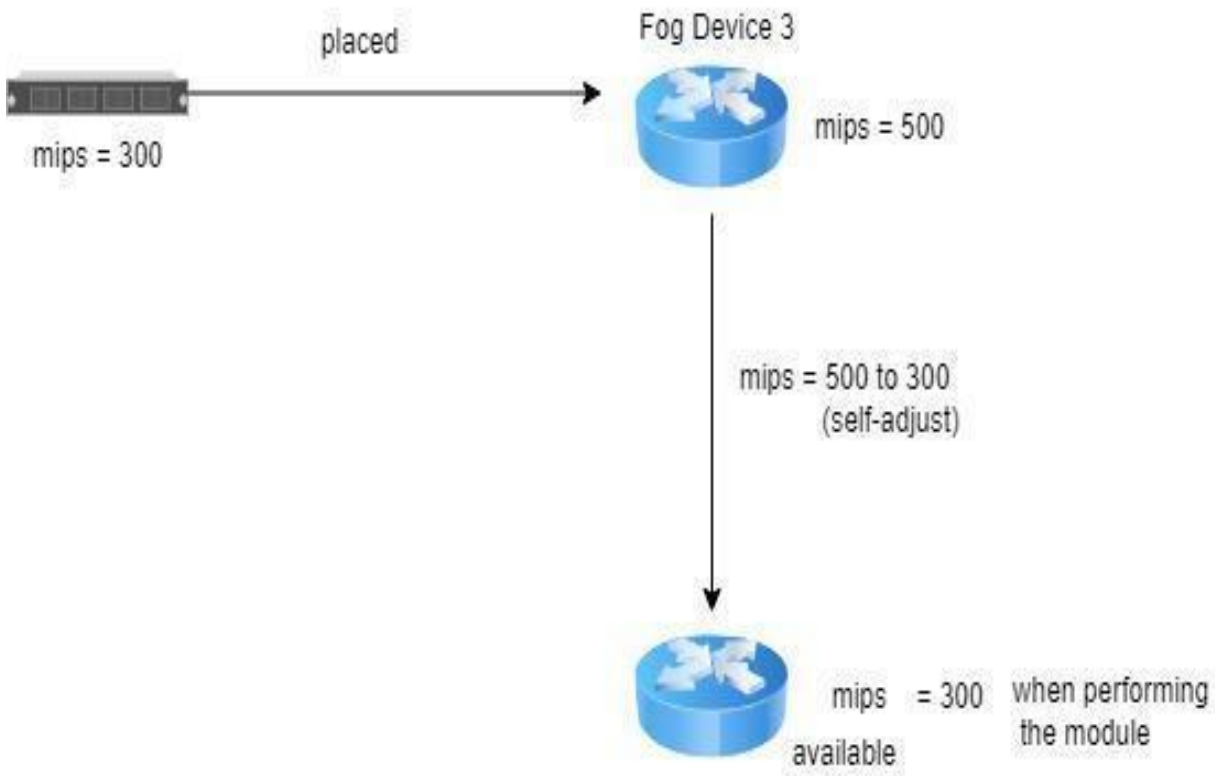 placed
Fog Device 3
mips = 300
mips = 500
mips = 500 to 300
(self-adjust)
mips = 300 when performing
available the module